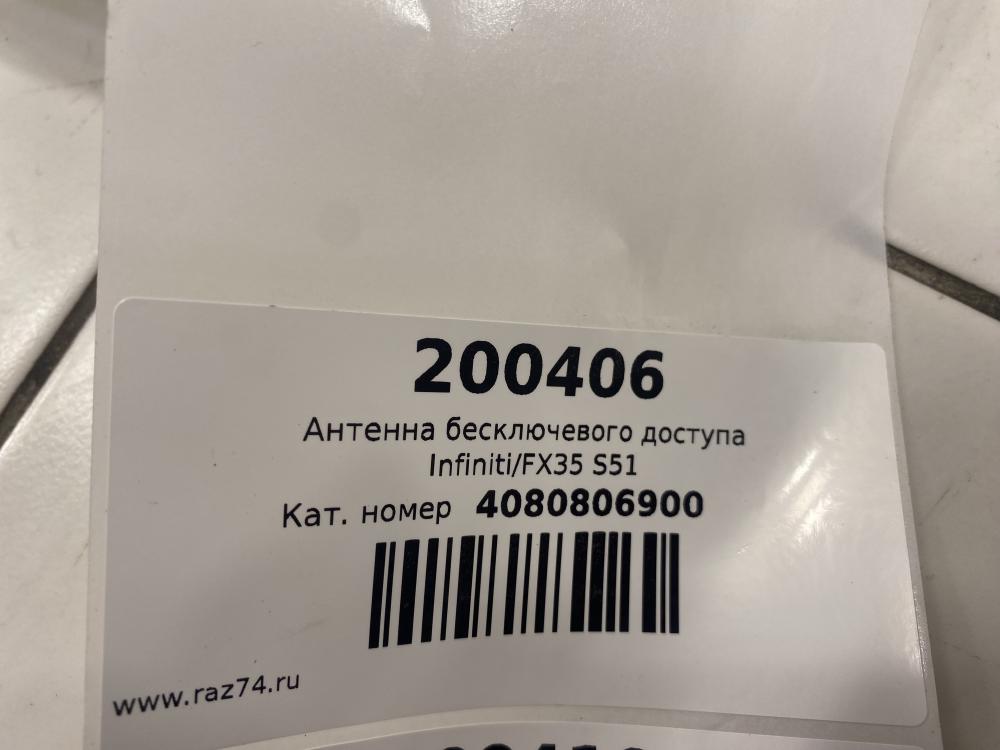 200406
Антенна бесключевого доступа
Infiniti/FX35 S51
Кат. номер 4080806900
www.raz74.ru